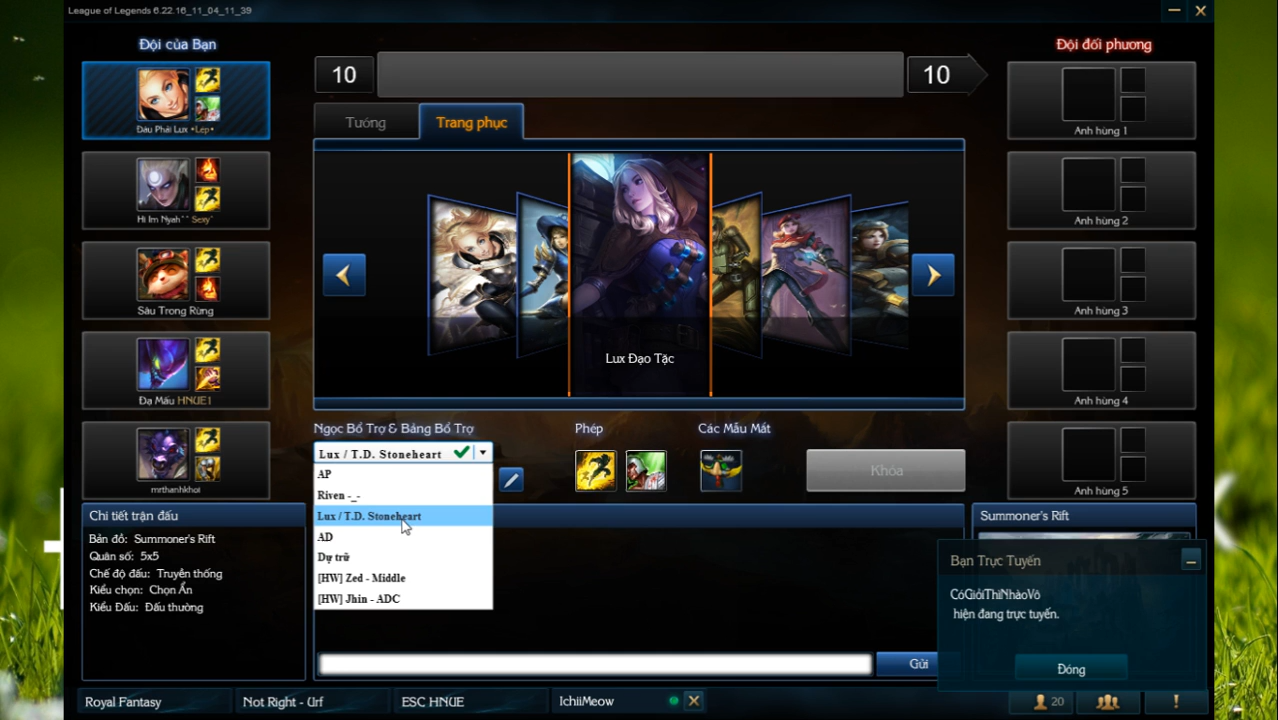 League of Legends 6.22.16_11_04_11_39
Đội của Bạn
Đội đối phương
10
10
Tướng
Trang phục
Đậu Phải Lux •Lep•
Hi Im Nyah^^ Sexy^
Sâu Trong Rừng
Dạ Mấu HNUE1
mrthanhkhoi
Lux Đạo Tặc
Anh hùng 1
Anh hùng 2
Anh hùng 3
Anh hùng 4
Anh hùng 5
Ngọc Bổ Trợ & Bảng Bổ Trợ
Phép
Các Mẫu Mắt
Lux / T.D. Stoneheart
AP
Riven -_-
Lux / T.D. Stoneheart
AD
Dự trữ
[HW] Zed - Middle
[HW] Jhin - ADC
Khóa
Chi tiết trận đấu
Bản đồ: Summoner's Rift
Quân số: 5x5
Chế độ đấu: Truyền thống
Kiểu chọn: Chọn Ẩn
Kiểu Đấu: Đấu thường
Summoner's Rift
Bạn Trực Tuyến
CóGiỏiThìNhàoVô
hiện đang trực tuyến.
Đóng
Gửi
Royal Fantasy
Not Right - Urf
ESC HNUE
IchiiMeow
20